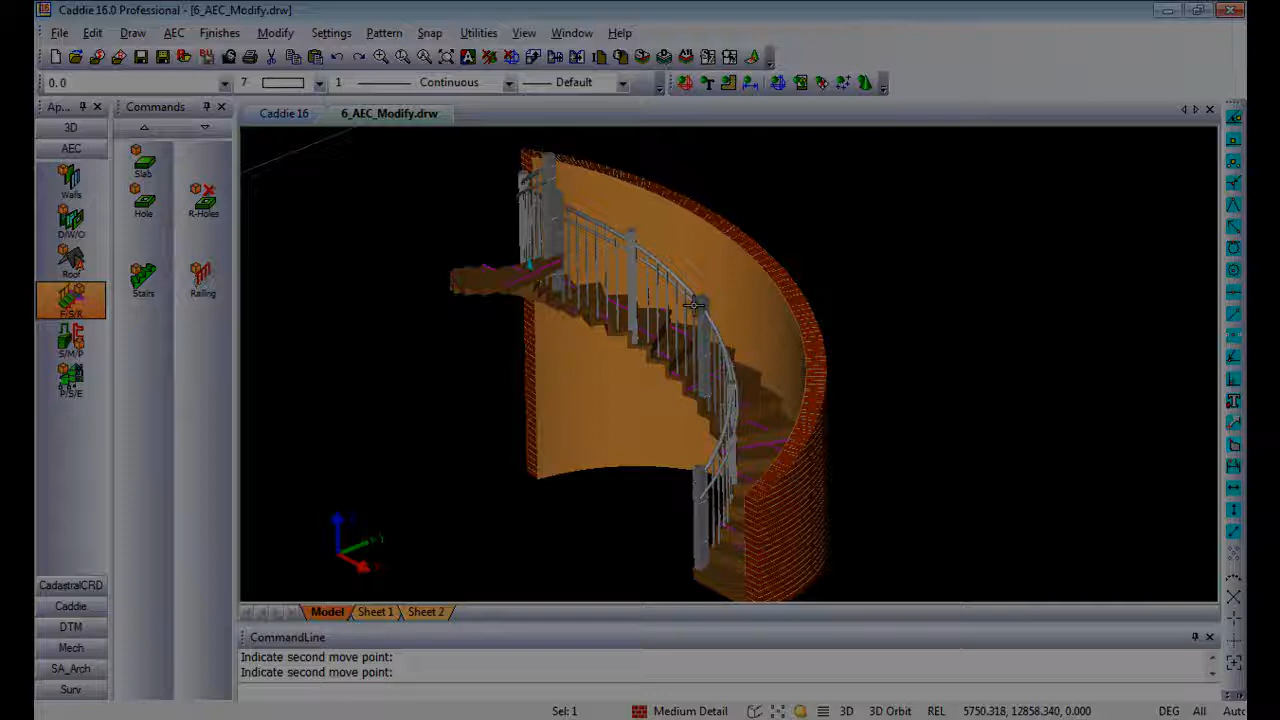 Caddie 16.0 Professional - [6_AEC_Modify.drw]
File Edit Draw AEC Finishes Modify Settings Pattern Snap Utilities View Window Help
0.0 7 1 Continuous Default
Ap... Commands
Caddie 16 6_AEC_Modify.drw
3D
AEC
Walls
D/W/O
Roof
F/S/R
S/M/P
P/S/E
Slab
Hole
R-Holes
Stairs
Railing
CadastralCRD
Caddie
DTM
Mech
SA_Arch
Surv
Model Sheet 1 Sheet 2
CommandLine
Indicate second move point:
Indicate second move point:
Sel: 1 Medium Detail 3D 3D Orbit REL 5750.318, 12858.340, 0.000 DEG All Auto